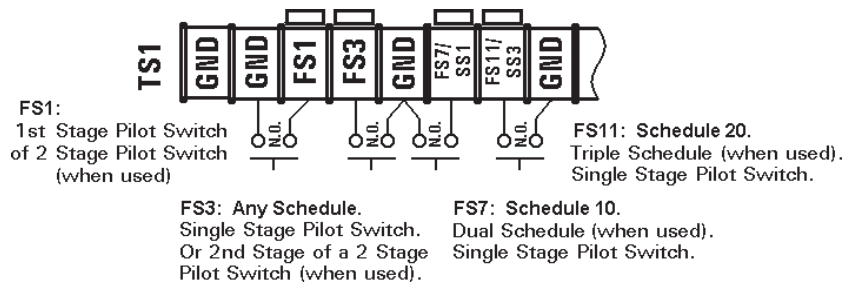 TS1
GND
GND
FS1
FS3
GND
FS7/
SS1
FS11/
SS3
GND
N.O.
N.O.
N.O.
N.O.
FS1:
1st Stage Pilot Switch
of 2 Stage Pilot Switch
(when used)
FS11: Schedule 20.
Triple Schedule (when used).
Single Stage Pilot Switch.
FS3: Any Schedule.
Single Stage Pilot Switch.
Or 2nd Stage of a 2 Stage
Pilot Switch (when used).
FS7: Schedule 10.
Dual Schedule (when used).
Single Stage Pilot Switch.